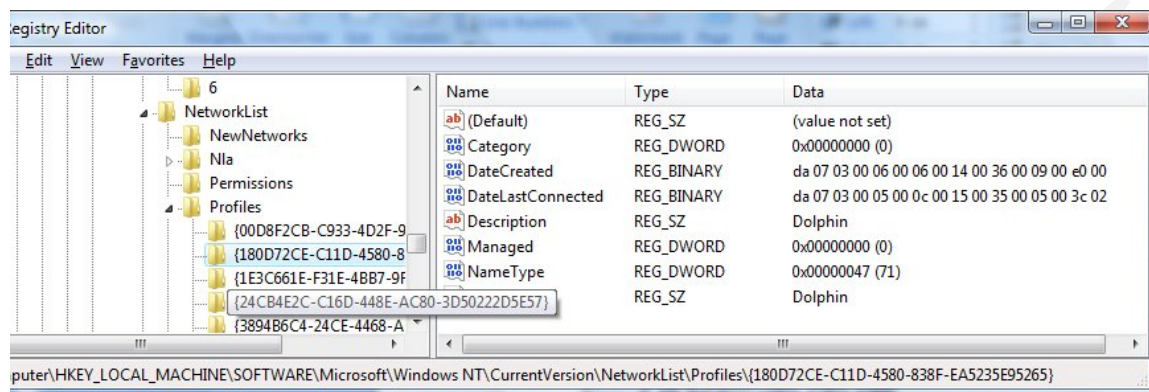 Registry Editor
Edit View Favorites Help
6
NetworkList
NewNetworks
Nla
Permissions
Profiles
{00D8F2CB-C933-4D2F-9
{180D72CE-C11D-4580-8
{1E3C661E-F31E-4BB7-9F
{24CB4E2C-C16D-448E-AC80-3D50222D5E57}
{3894B6C4-24CE-4468-A
Name Type Data
(Default) REG_SZ (value not set)
Category REG_DWORD 0x00000000 (0)
DateCreated REG_BINARY da 07 03 00 06 00 06 00 14 00 36 00 09 00 e0 00
DateLastConnected REG_BINARY da 07 03 00 05 00 0c 00 15 00 35 00 05 00 3c 02
Description REG_SZ Dolphin
Managed REG_DWORD 0x00000000 (0)
NameType REG_DWORD 0x00000047 (71)
REG_SZ Dolphin
puter\HKEY_LOCAL_MACHINE\SOFTWARE\Microsoft\Windows NT\CurrentVersion\NetworkList\Profiles\{180D72CE-C11D-4580-838F-EA5235E95265}